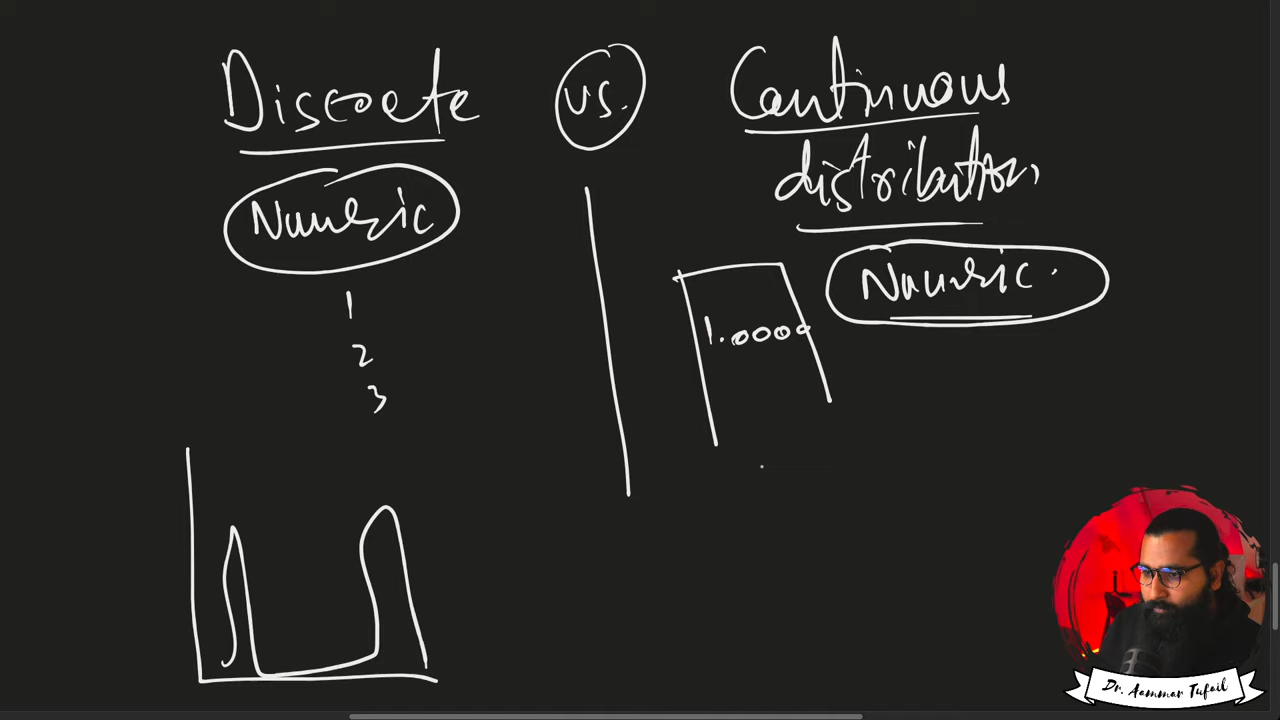 Discrete vs. Continuous
distribution,
Numeric
Numeric.
1
1.0000
2
3
Dr. Aammar Tufail